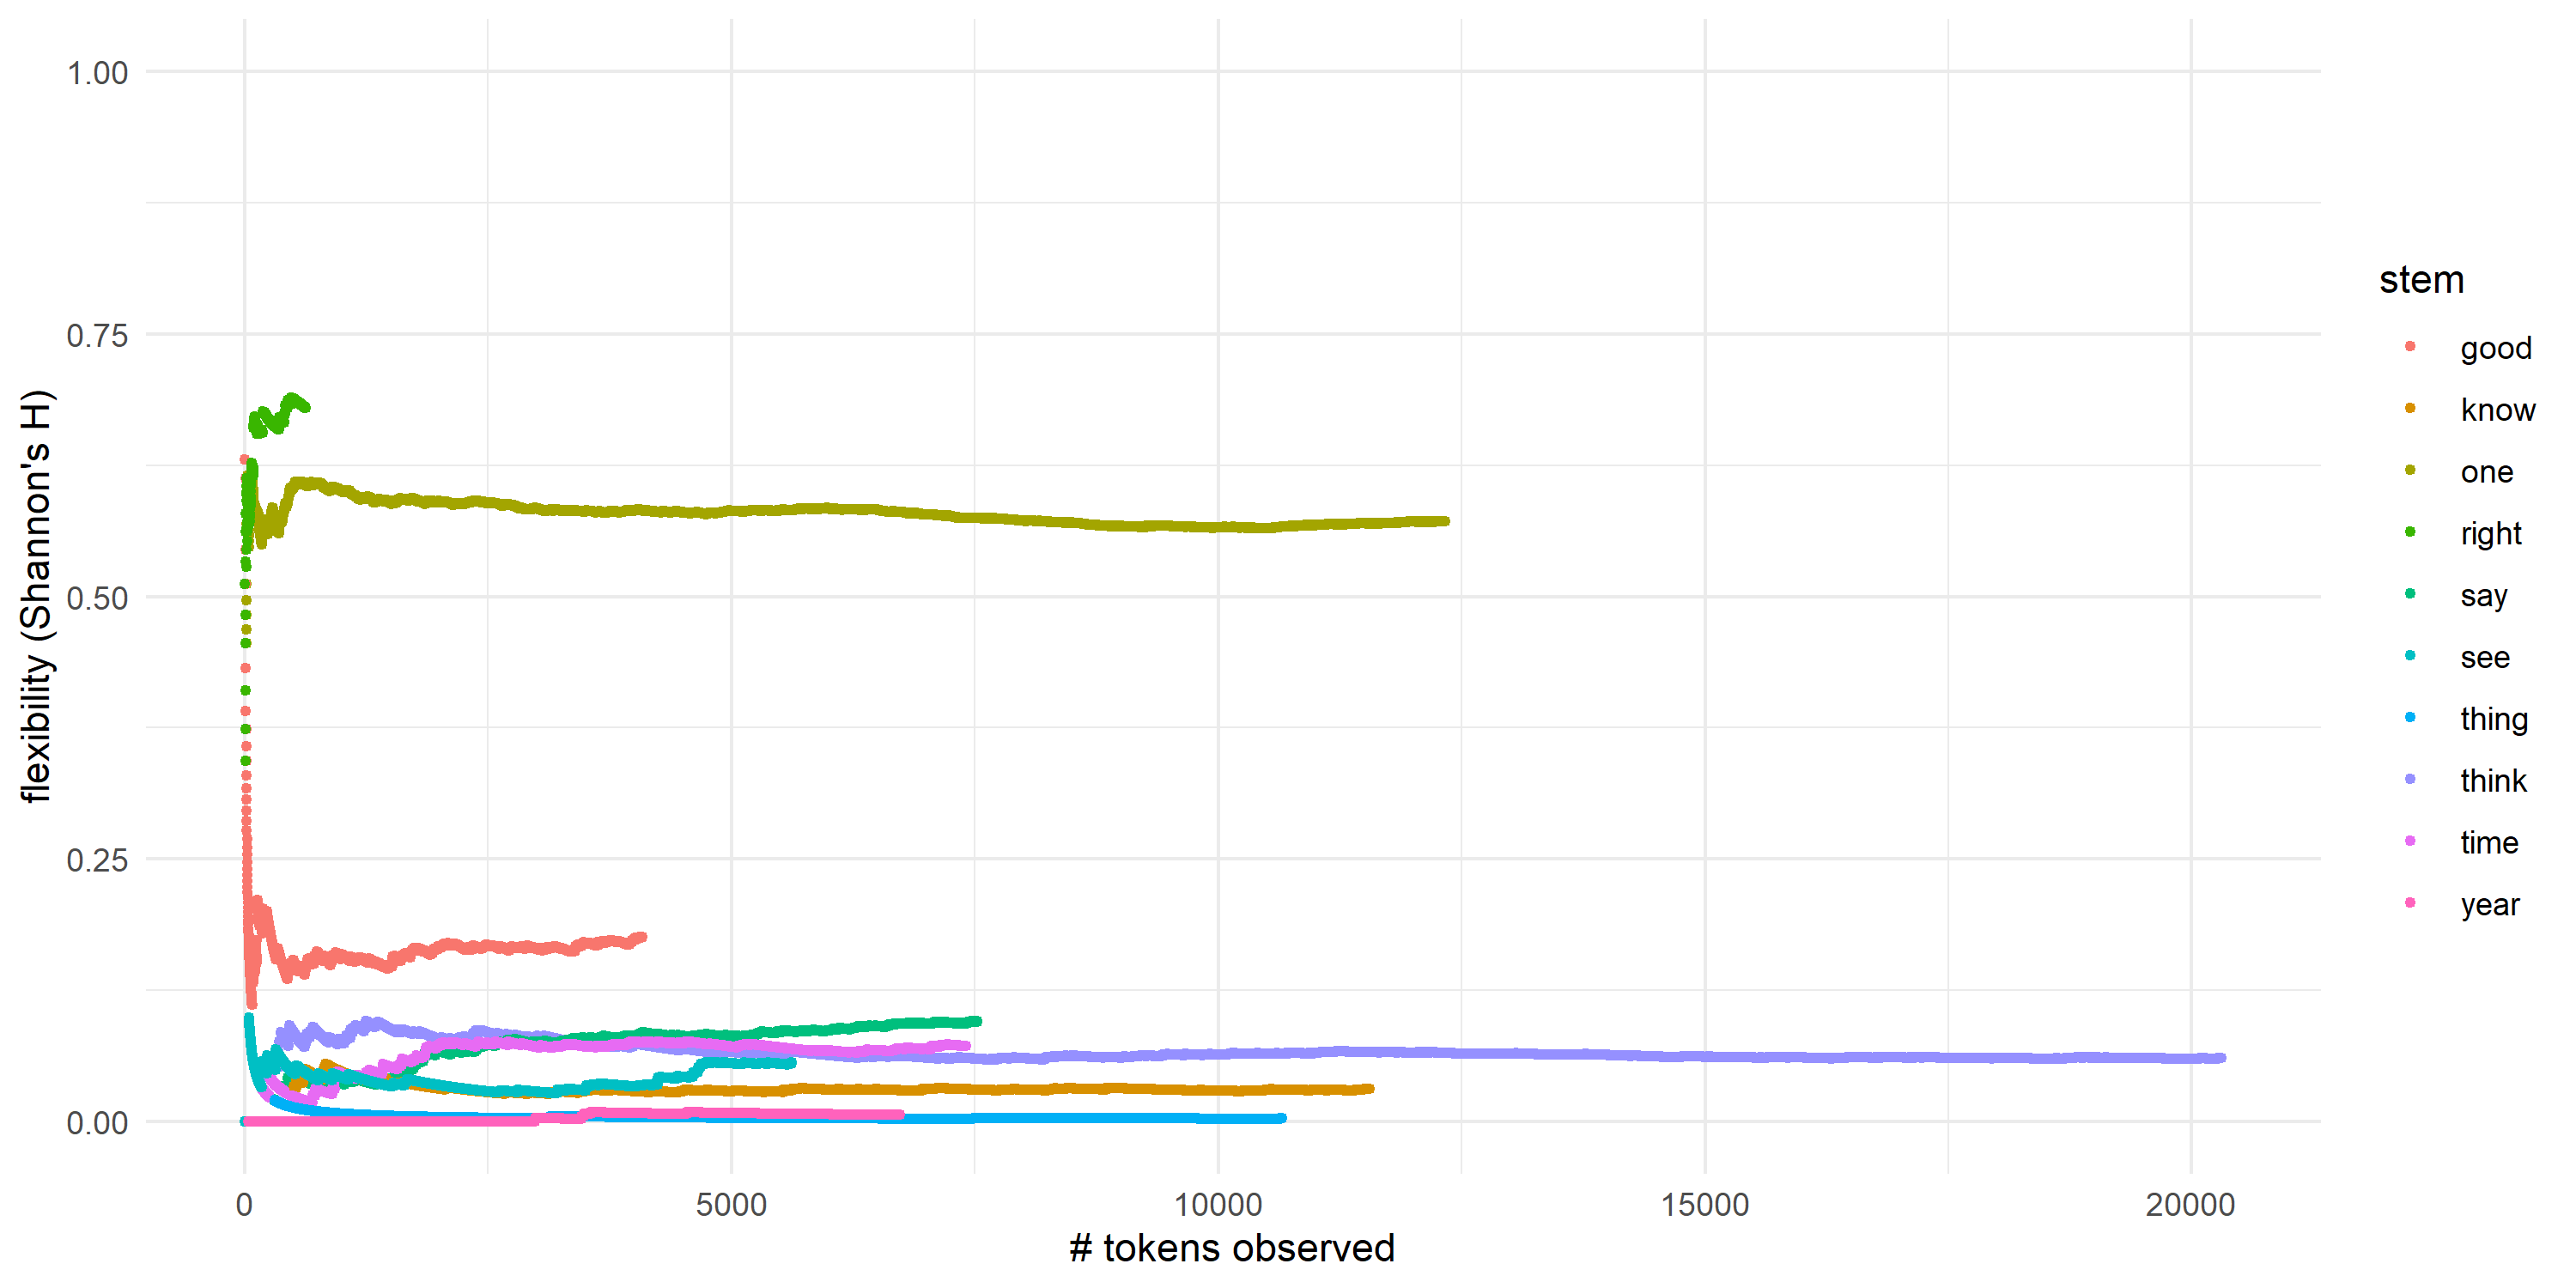 1.00
0.75
0.50
0.25
0.00
flexibility (Shannon's H)
0 5000 10000 15000 20000
# tokens observed
stem
good
know
one
right
say
see
thing
think
time
year